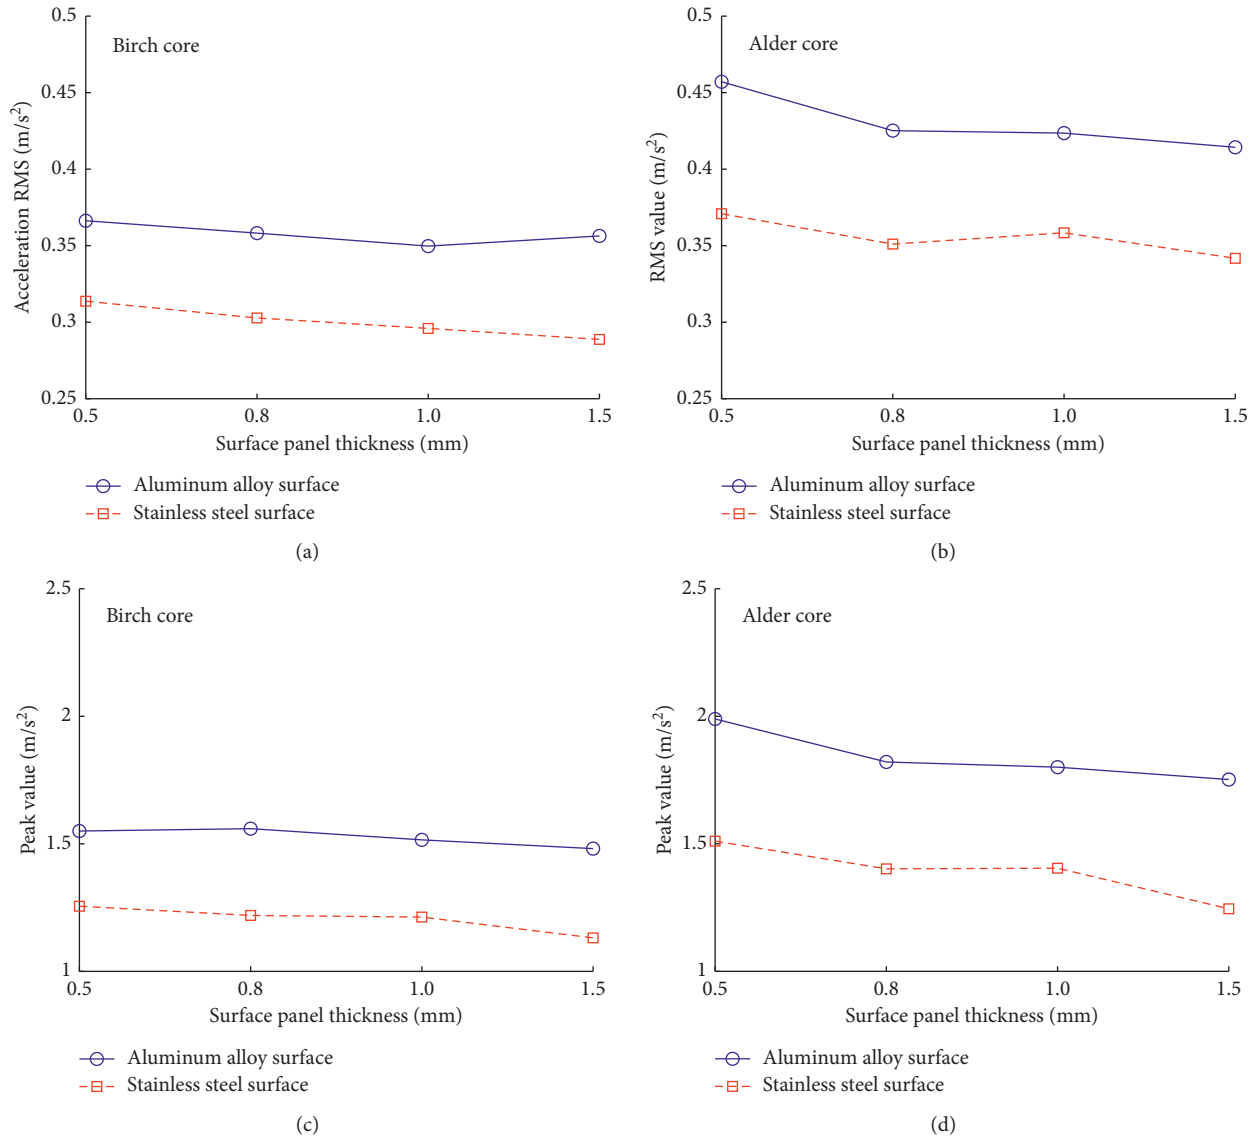 Birch core
Acceleration RMS (m/s²)
0.5
0.45
0.4
0.35
0.3
0.25
0.5 0.8 1.0 1.5
Surface panel thickness (mm)
Aluminum alloy surface
Stainless steel surface
(a)
Alder core
RMS value (m/s²)
0.5
0.45
0.4
0.35
0.3
0.25
0.5 0.8 1.0 1.5
Surface panel thickness (mm)
Aluminum alloy surface
Stainless steel surface
(b)
Birch core
Peak value (m/s²)
2.5
2
1.5
1
0.5 0.8 1.0 1.5
Surface panel thickness (mm)
Aluminum alloy surface
Stainless steel surface
(c)
Alder core
Peak value (m/s²)
2.5
2
1.5
1
0.5 0.8 1.0 1.5
Surface panel thickness (mm)
Aluminum alloy surface
Stainless steel surface
(d)